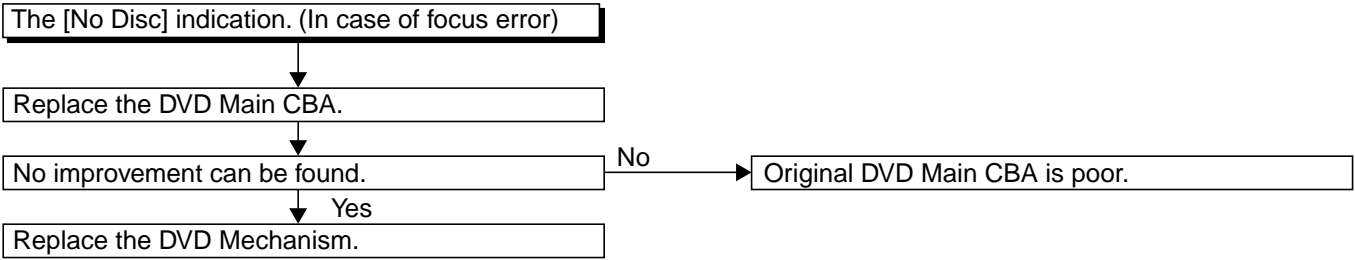 The [No Disc] indication. (In case of focus error)
Replace the DVD Main CBA.
No improvement can be found.
No
Original DVD Main CBA is poor.
Yes
Replace the DVD Mechanism.